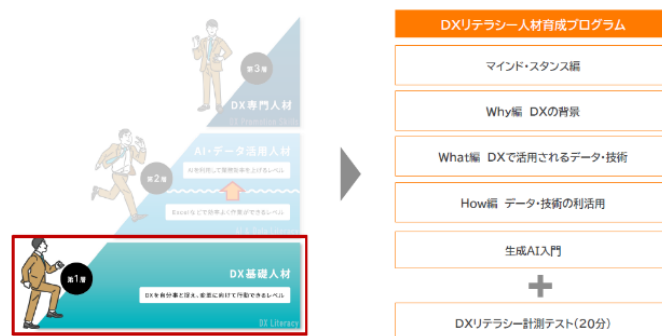 第3層
DX専門人材
AI・データ活用人材
第2層
AIを利用して業務効率を上げるレベル
Excelなどで効率よく作業ができるレベル
第1層
DX基礎人材
DXを自分事と捉え、変革に向けて行動できるレベル
DX Literacy
DXリテラシー人材育成プログラム
マインド・スタンス編
Why編 DXの背景
What編 DXで活用されるデータ・技術
How編 データ・技術の利活用
生成AI入門
+
DXリテラシー計測テスト(20分)